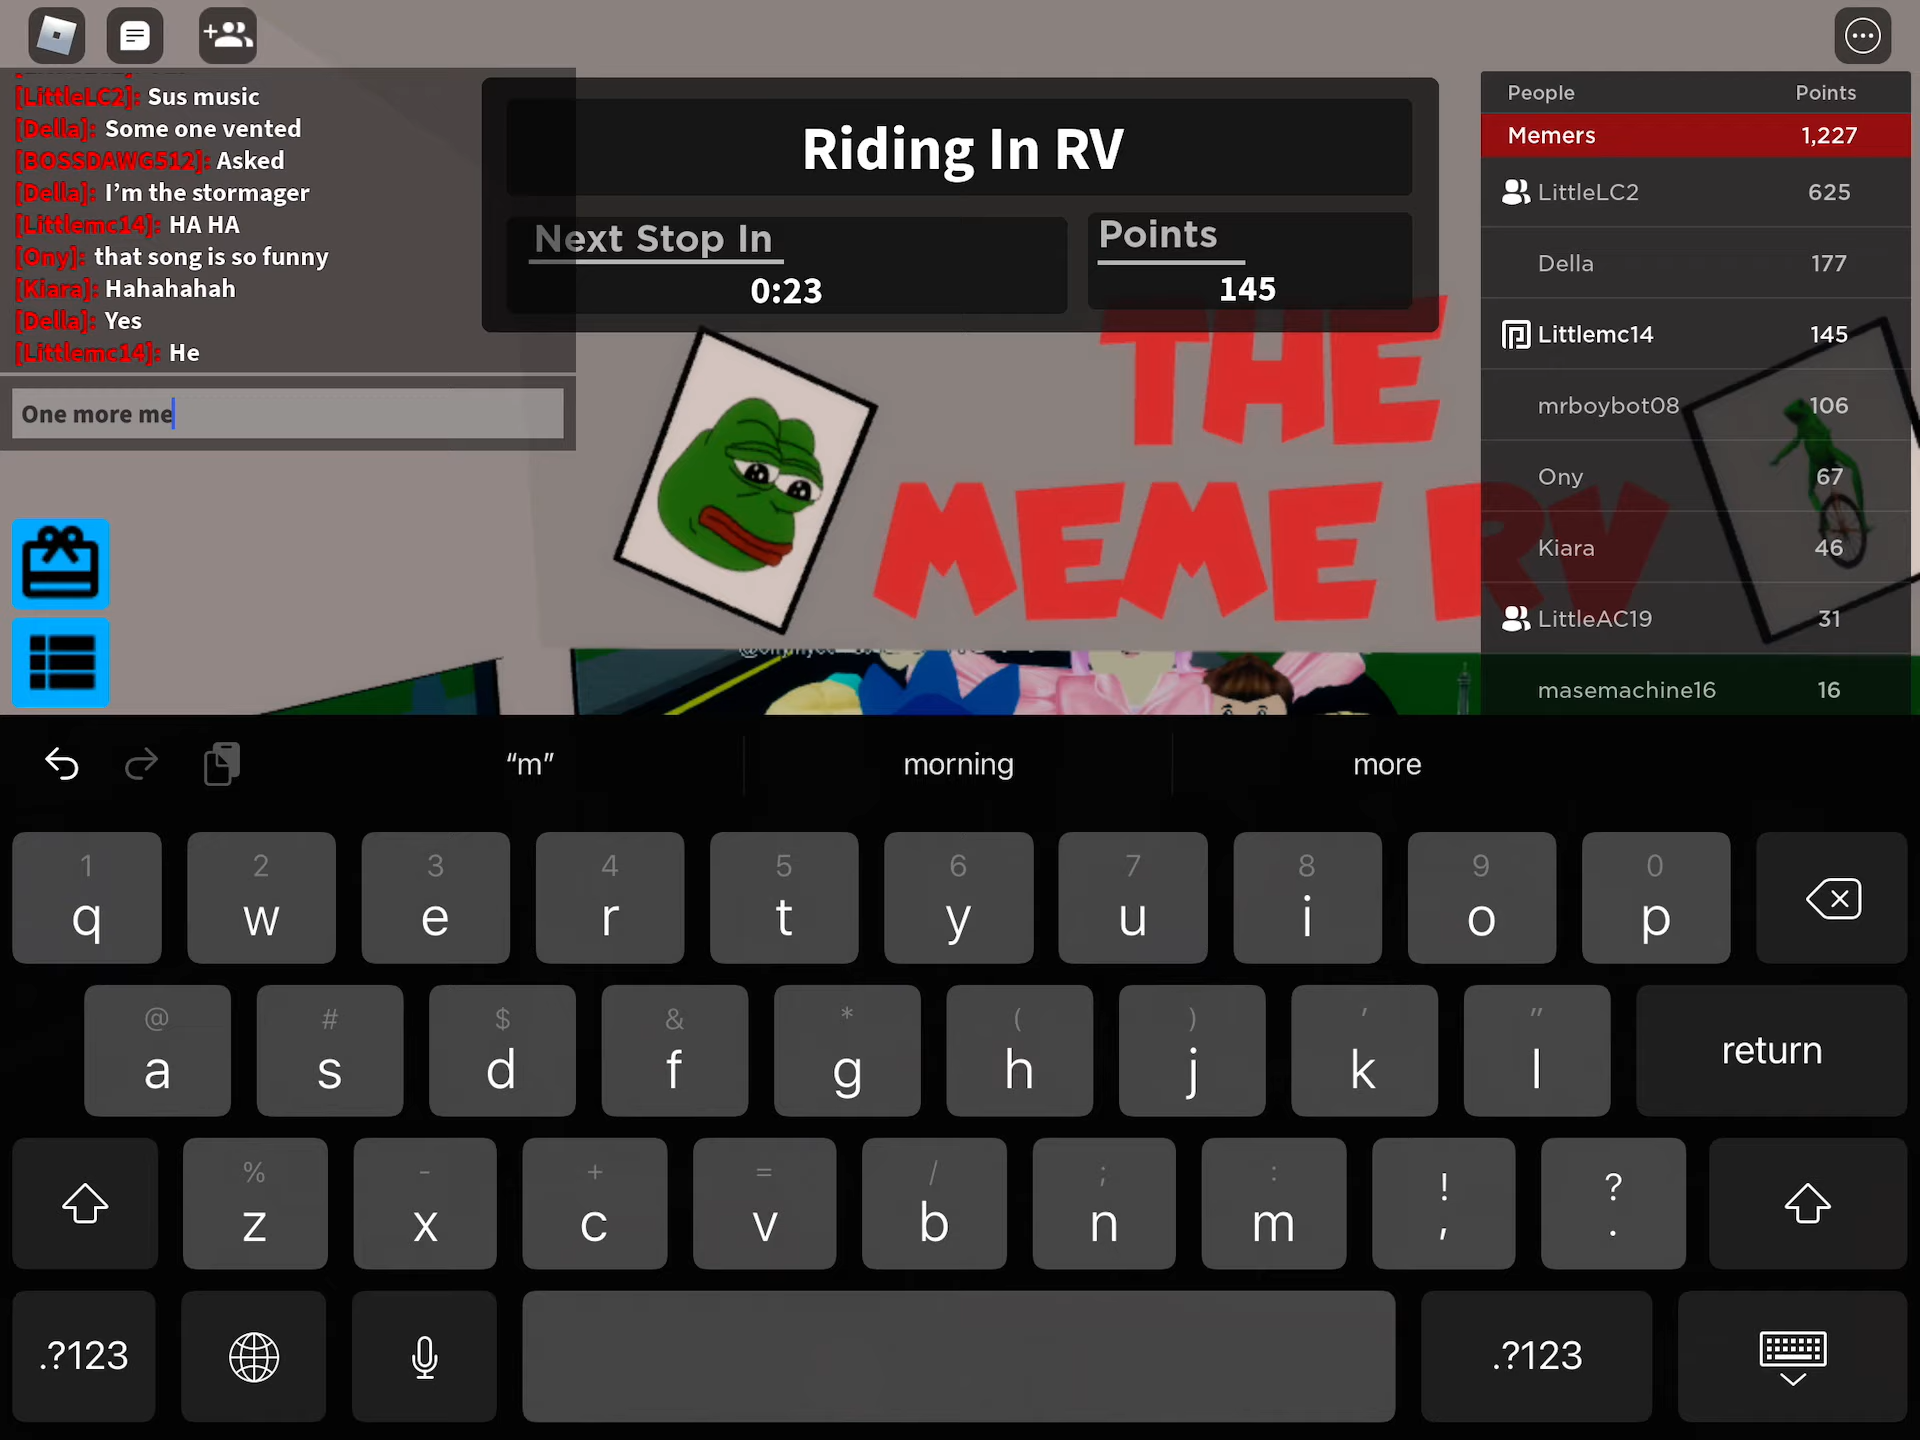 [LittleLC2]: Sus music
[Della]: Some one vented
[BOSSDAWG512]: Asked
[Della]: I’m the stormager
[Littlemc14]: HA HA
[Ony]: that song is so funny
[Kiara]: Hahahahah
[Della]: Yes
[Littlemc14]: He
One more me
Riding In RV
Next Stop In
0:23
Points
145
THE
MEME RV
People Points
Memers 1,227
LittleLC2 625
Della 177
Littlemc14 145
mrboybot08 106
Ony 67
Kiara 46
LittleAC19 31
masemachine16 16
“m” morning more
1 2 3 4 5 6 7 8 9 0
q w e r t y u i o p
@ # $ & * ( ) ' "
a s d f g h j k l return
% - + = / ; : ! ?
z x c v b n m , .
.?123 .?123